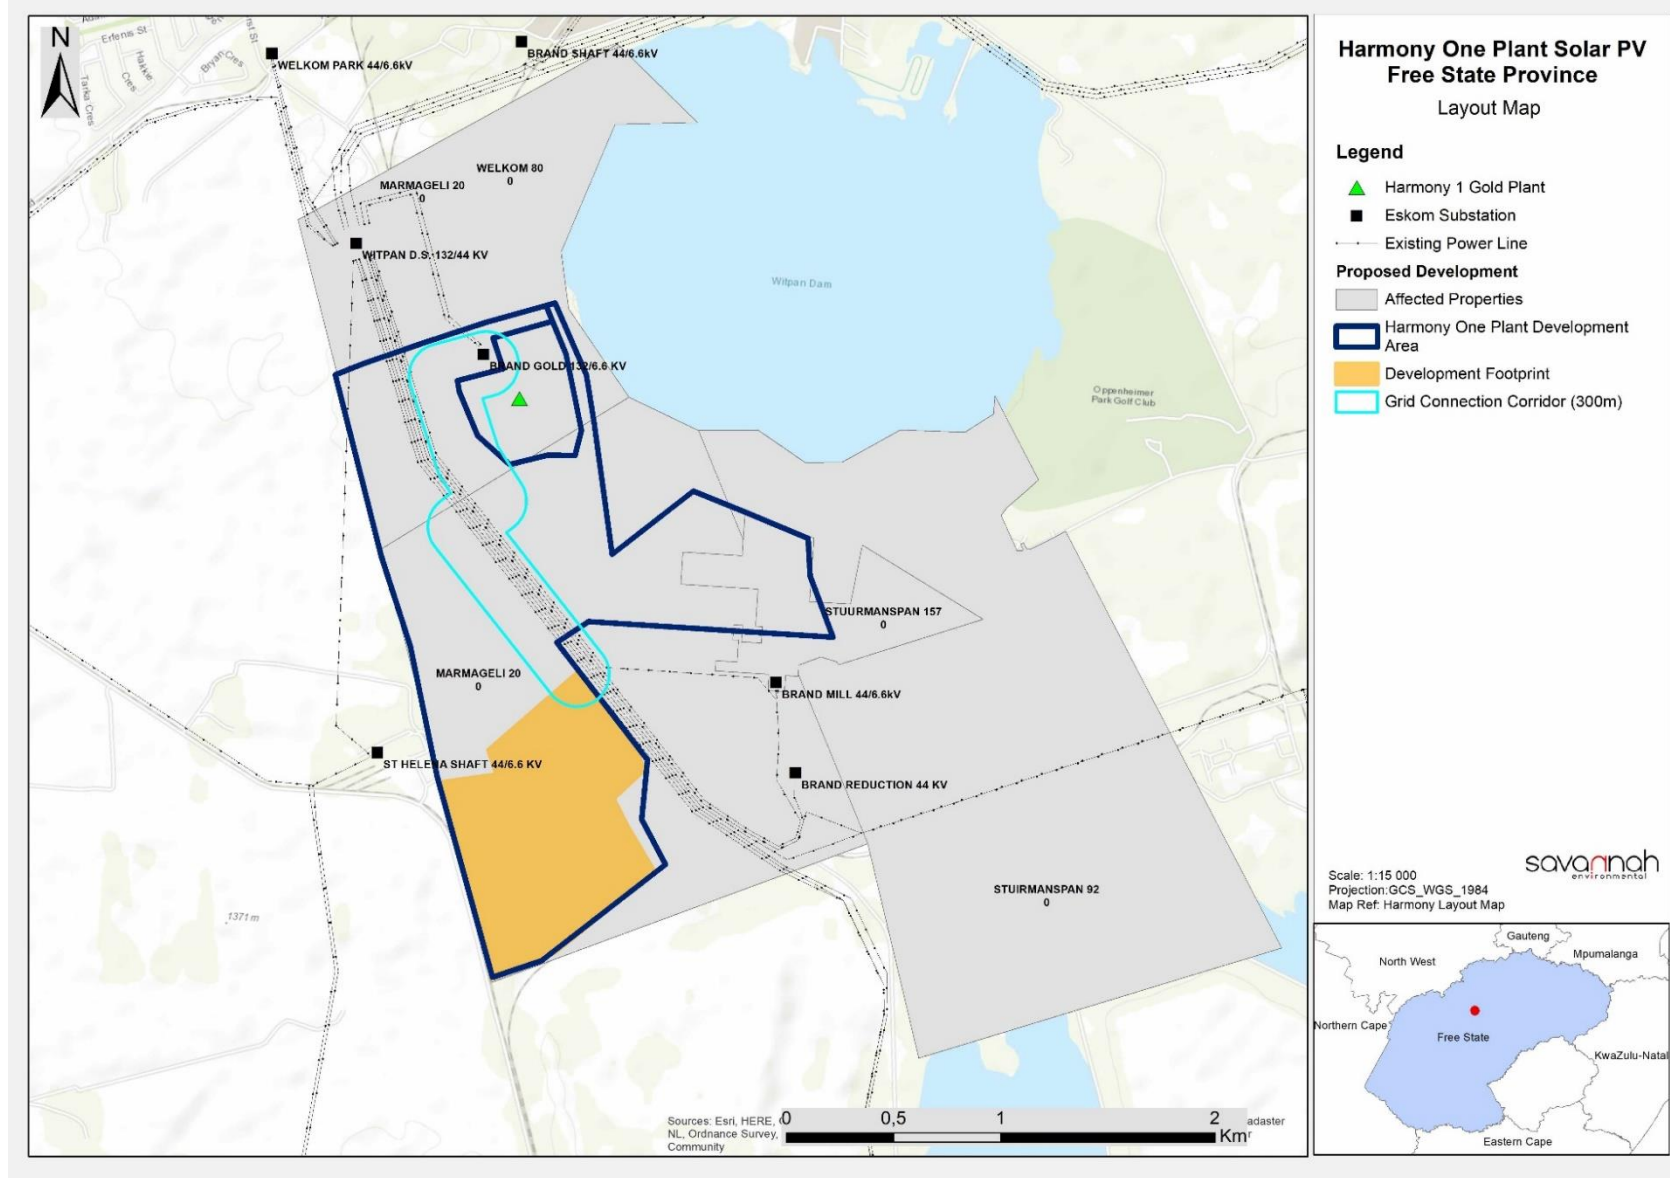 Erfenis St
Hakkie
Cres
Bryan Cres
Tarka Cres
N
WELKOM PARK 44/6.6kV
BRAND SHAFT 44/6.6kV
WELKOM 80
0
MARMAGELI 20
0
WITPAN D.S. 132/44 KV
Witpan Dam
BRAND GOLD 132/6.6 KV
Oppenheimer
Park Golf Club
STUURMANSPAN 157
0
MARMAGELI 20
0
BRAND MILL 44/6.6kV
ST HELENA SHAFT 44/6.6 KV
BRAND REDUCTION 44 KV
STUIRMANSPAN 92
0
1371 m
Sources: Esri, HERE,
adaster
NL, Ordnance Survey,
Community
0 0,5 1 2
Km
Harmony One Plant Solar PV
Free State Province
Layout Map
Legend
Harmony 1 Gold Plant
Eskom Substation
Existing Power Line
Proposed Development
Affected Properties
Harmony One Plant Development
Area
Development Footprint
Grid Connection Corridor (300m)
savannah
environmental
Scale: 1:15 000
Projection:GCS_WGS_1984
Map Ref: Harmony Layout Map
Gauteng
North West
Mpumalanga
Northern Cape
Free State
KwaZulu-Natal
Eastern Cape